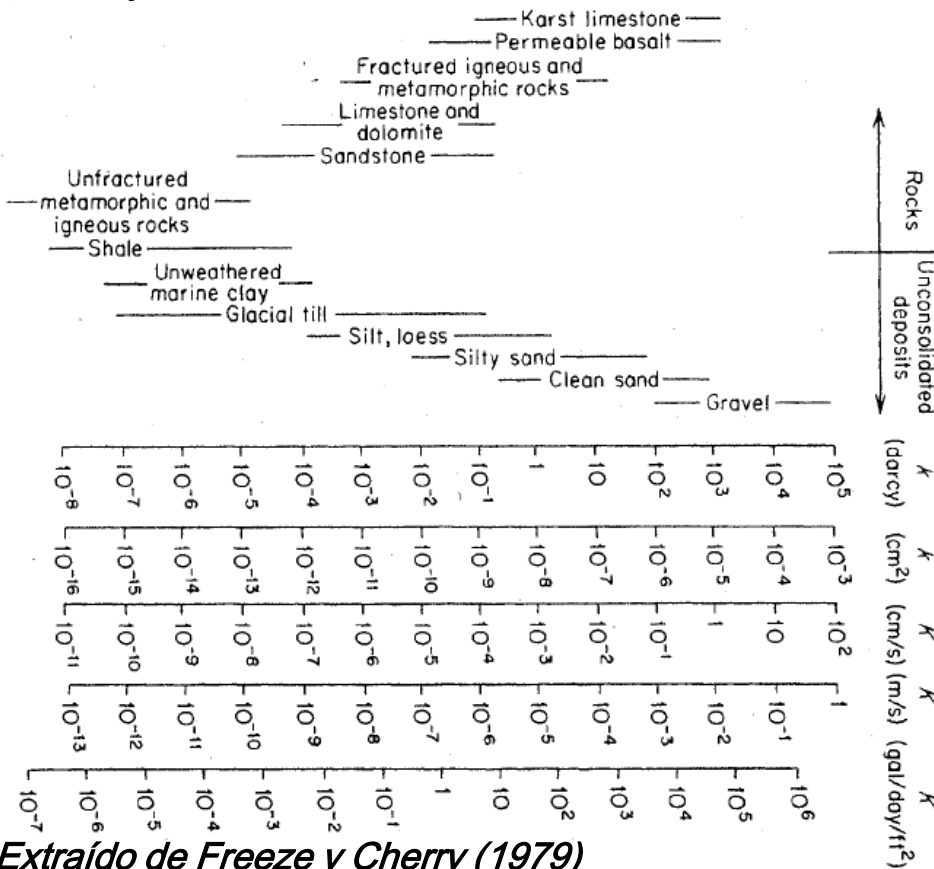 Karst limestone
Permeable basalt
Fractured igneous and
metamorphic rocks
Limestone and
dolomite
Sandstone
Unfractured
metamorphic and
igneous rocks
Shale
Rocks
Unconsolidated
deposits
Unweathered
marine clay
Glacial till
Silt, loess
Silty sand
Clean sand
Gravel
k
(darcy)
10⁻⁸ 10⁻⁷ 10⁻⁶ 10⁻⁵ 10⁻⁴ 10⁻³ 10⁻² 10⁻¹ 1 10 10² 10³ 10⁴ 10⁵
k
(cm²)
10⁻¹⁶ 10⁻¹⁵ 10⁻¹⁴ 10⁻¹³ 10⁻¹² 10⁻¹¹ 10⁻¹⁰ 10⁻⁹ 10⁻⁸ 10⁻⁷ 10⁻⁶ 10⁻⁵ 10⁻⁴ 10⁻³
K
(cm/s)
10⁻¹¹ 10⁻¹⁰ 10⁻⁹ 10⁻⁸ 10⁻⁷ 10⁻⁶ 10⁻⁵ 10⁻⁴ 10⁻³ 10⁻² 10⁻¹ 1 10 10²
K
(m/s)
10⁻¹³ 10⁻¹² 10⁻¹¹ 10⁻¹⁰ 10⁻⁹ 10⁻⁸ 10⁻⁷ 10⁻⁶ 10⁻⁵ 10⁻⁴ 10⁻³ 10⁻² 10⁻¹ 1
K
(gal/day/ft²)
10⁻⁷ 10⁻⁶ 10⁻⁵ 10⁻⁴ 10⁻³ 10⁻² 10⁻¹ 1 10 10² 10³ 10⁴ 10⁵ 10⁶
Extraído de Freeze y Cherry (1979)